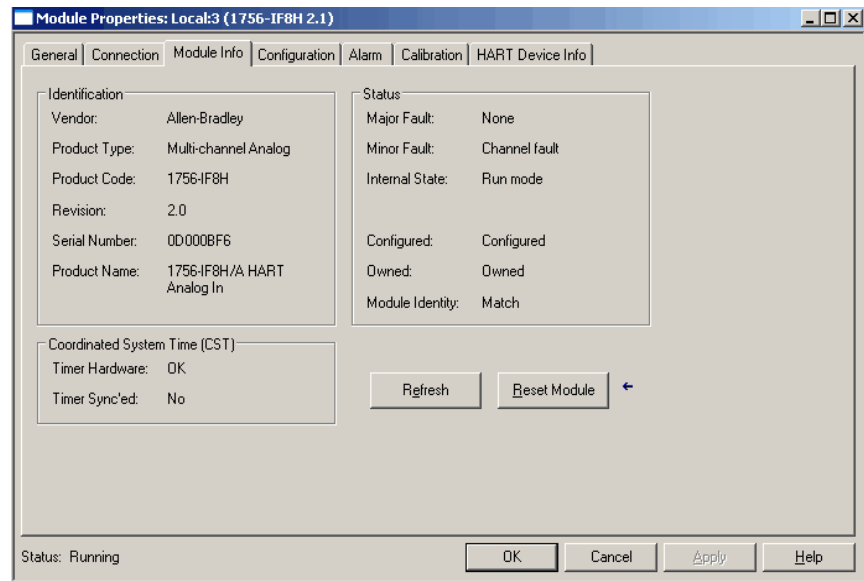 Module Properties: Local:3 (1756-IF8H 2.1)
General Connection Module Info Configuration Alarm Calibration HART Device Info
Identification
Vendor: Allen-Bradley
Product Type: Multi-channel Analog
Product Code: 1756-IF8H
Revision: 2.0
Serial Number: 0D000BF6
Product Name: 1756-IF8H/A HART
Analog In
Status
Major Fault: None
Minor Fault: Channel fault
Internal State: Run mode
Configured: Configured
Owned: Owned
Module Identity: Match
Coordinated System Time (CST)
Timer Hardware: OK
Timer Sync'ed: No
Refresh Reset Module
Status: Running
OK Cancel Apply Help